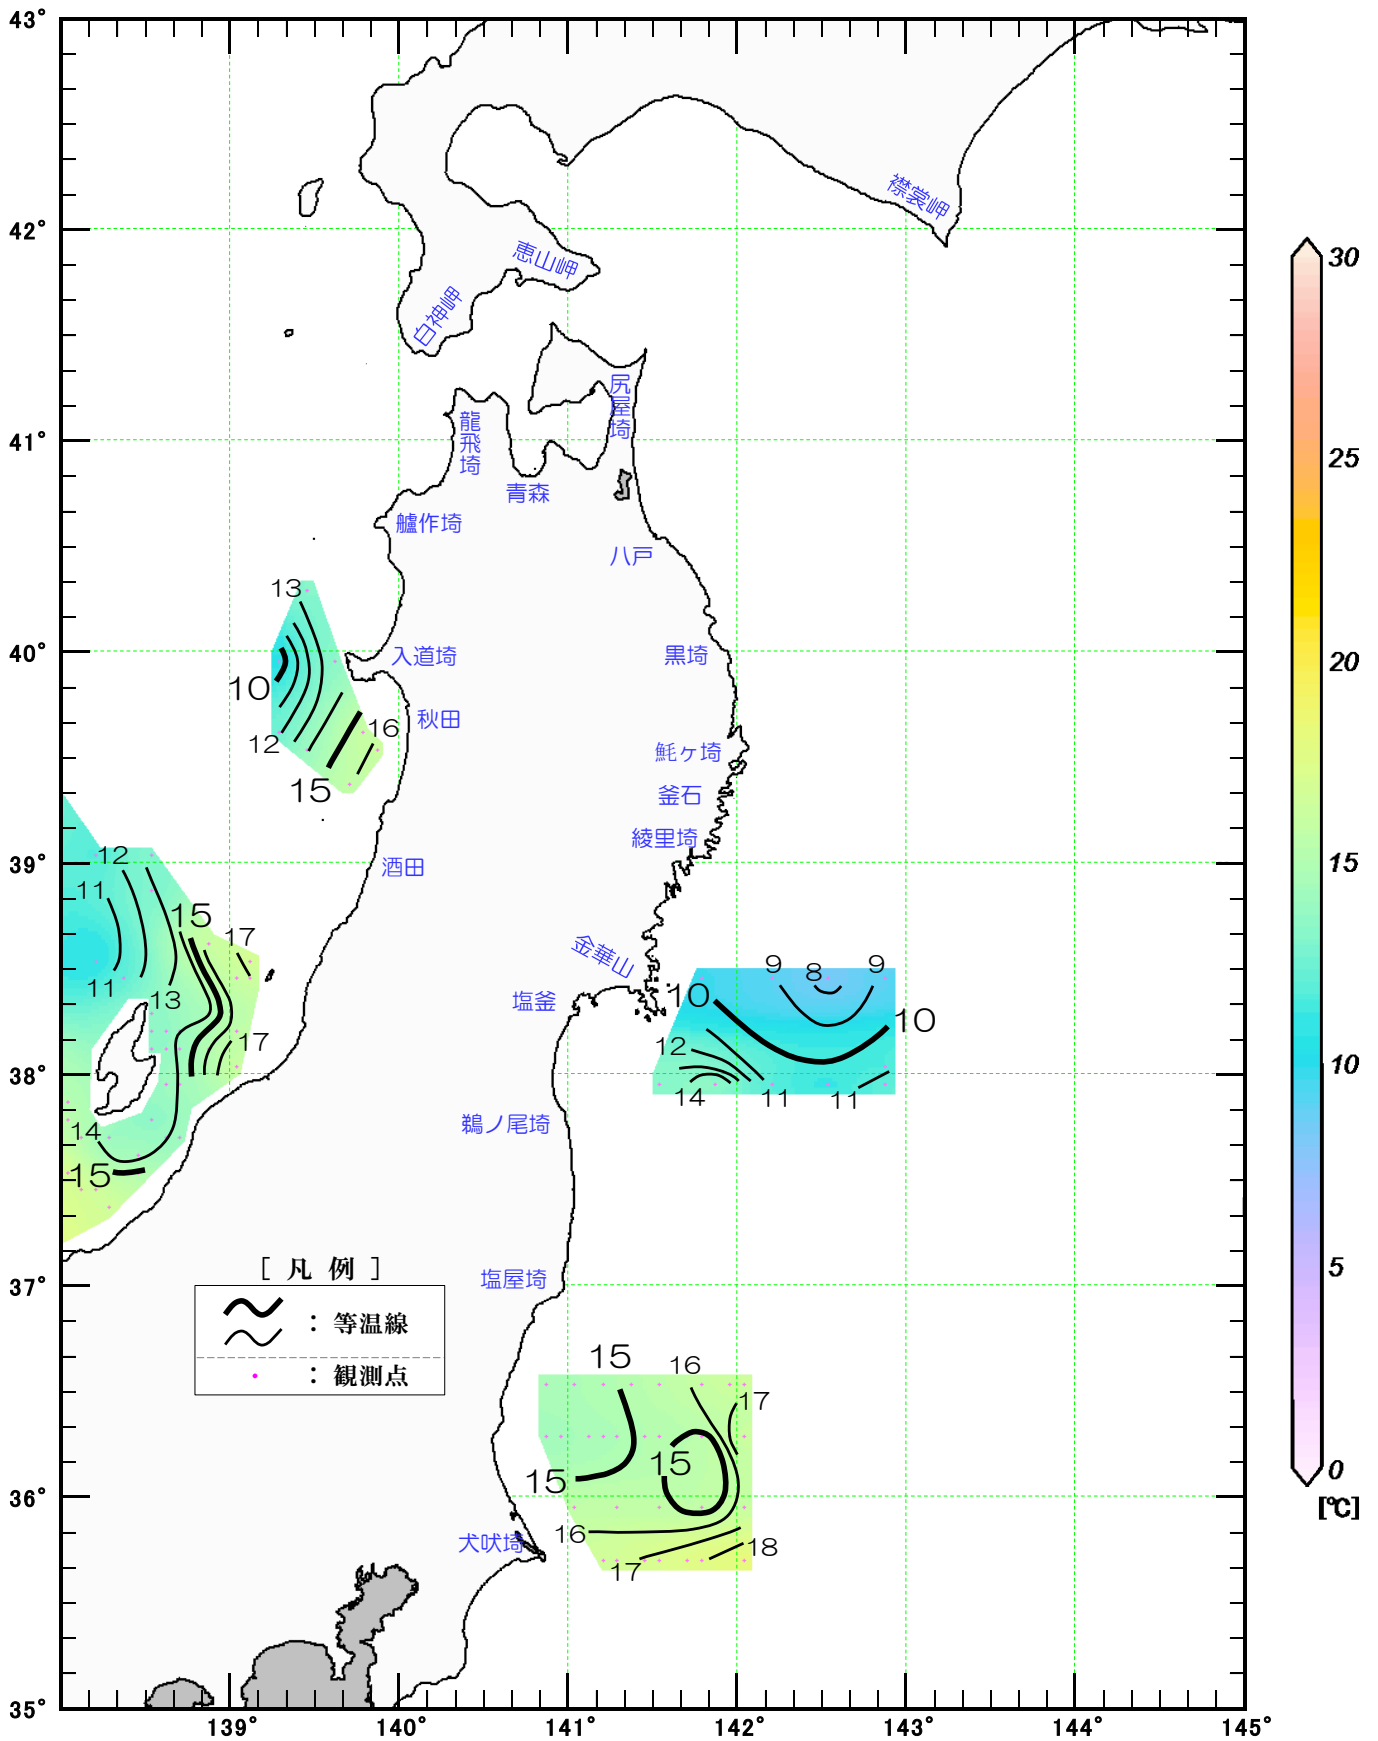 43°
42°
41°
40°
39°
38°
37°
36°
35°
139°
140°
141°
142°
143°
144°
145°
襟裳岬
恵山岬
白神岬
尻屋埼
龍飛埼
青森
艫作埼
八戸
入道埼
黒埼
秋田
魹ヶ埼
釜石
綾里埼
酒田
金華山
塩釜
鵜ノ尾埼
塩屋埼
犬吠埼
13
10
12
16
15
12
11
15
17
11
13
17
14
15
9
8
9
10
10
12
14
11
11
15
16
17
15
15
16
17
18
[ 凡 例 ]
: 等温線
: 観測点
30
25
20
15
10
5
0
[℃]